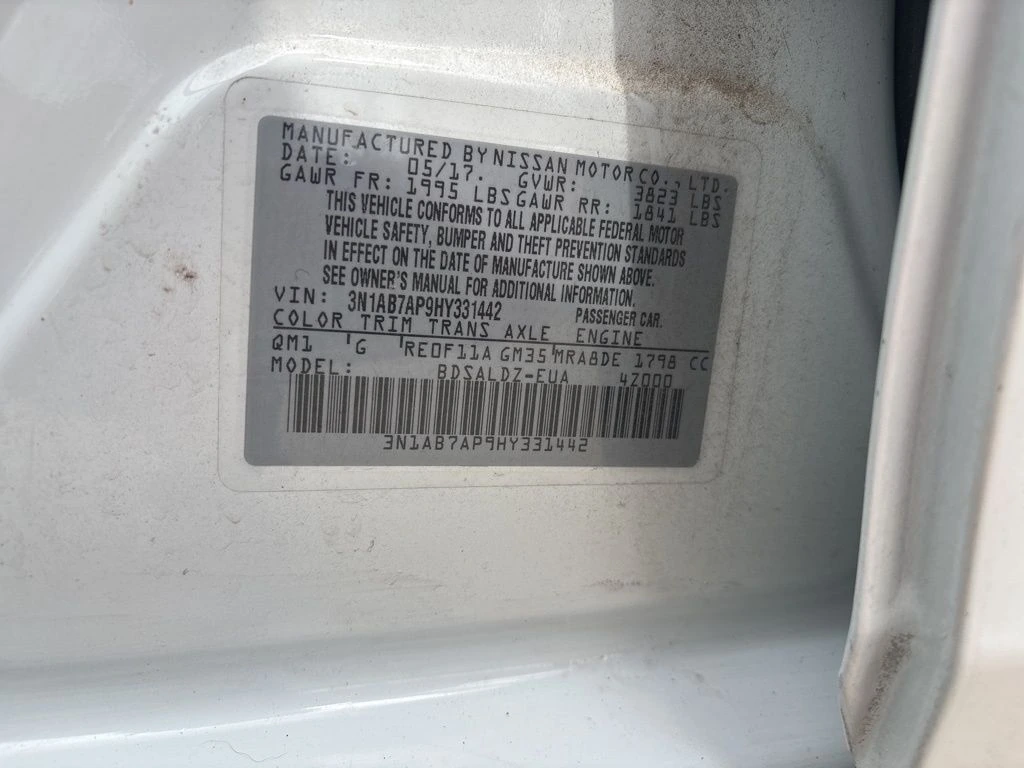 MANUFACTURED BY NISSAN MOTOR CO., LTD.
DATE: 05/17. GVWR: 3823 LBS
GAWR FR: 1995 LBS GAWR RR: 1841 LBS
THIS VEHICLE CONFORMS TO ALL APPLICABLE FEDERAL MOTOR
VEHICLE SAFETY, BUMPER AND THEFT PREVENTION STANDARDS
IN EFFECT ON THE DATE OF MANUFACTURE SHOWN ABOVE.
SEE OWNER'S MANUAL FOR ADDITIONAL INFORMATION.
VIN: 3N1AB7AP9HY331442 PASSENGER CAR.
COLOR TRIM TRANS AXLE ENGINE
QM1 'G 'RE0F11A GM35'MRA8DE 1798 CC
MODEL: BDSALDZ-EUA 4Z000
3N1AB7AP9HY331442